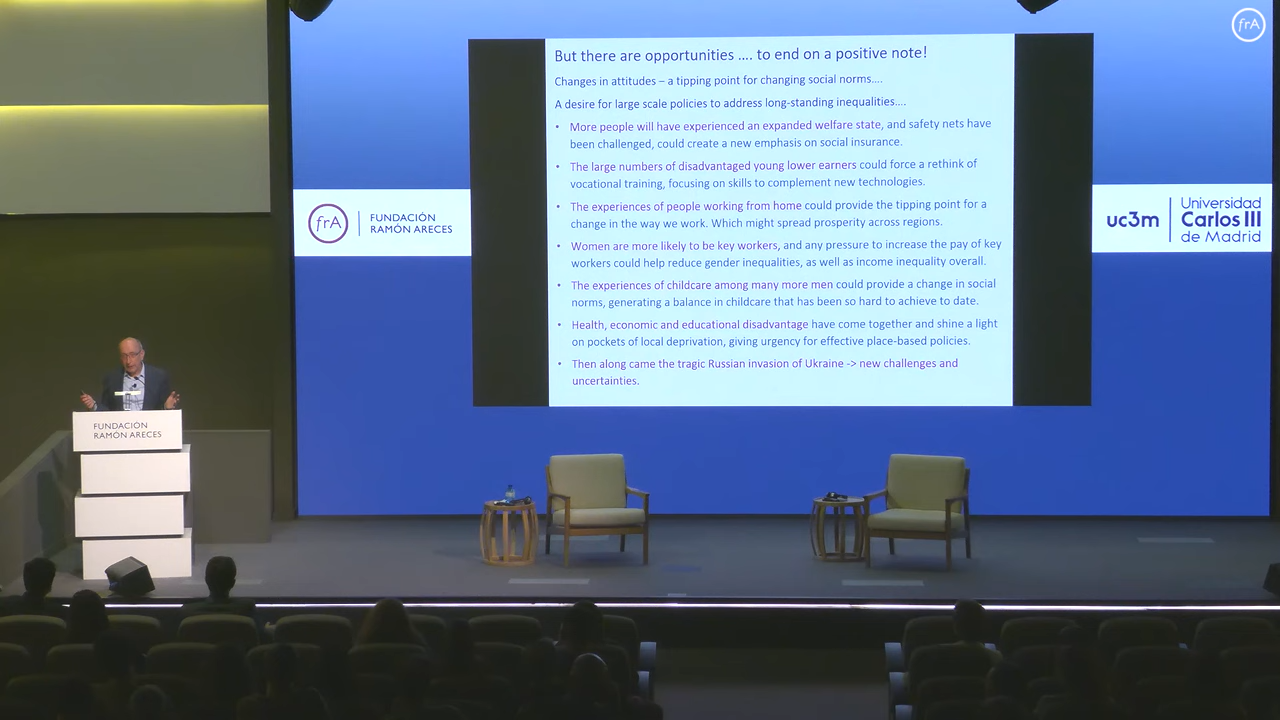 frA
But there are opportunities .... to end on a positive note!
Changes in attitudes – a tipping point for changing social norms....
A desire for large scale policies to address long-standing inequalities....
• More people will have experienced an expanded welfare state, and safety nets have
been challenged, could create a new emphasis on social insurance.
• The large numbers of disadvantaged young lower earners could force a rethink of
vocational training, focusing on skills to complement new technologies.
• The experiences of people working from home could provide the tipping point for a
change in the way we work. Which might spread prosperity across regions.
• Women are more likely to be key workers, and any pressure to increase the pay of key
workers could help reduce gender inequalities, as well as income inequality overall.
• The experiences of childcare among many more men could provide a change in social
norms, generating a balance in childcare that has been so hard to achieve to date.
• Health, economic and educational disadvantage have come together and shine a light
on pockets of local deprivation, giving urgency for effective place-based policies.
• Then along came the tragic Russian invasion of Ukraine -> new challenges and
uncertainties.
frA
FUNDACIÓN
RAMÓN ARECES
uc3m
Universidad
Carlos III
de Madrid
FUNDACIÓN
RAMÓN ARECES